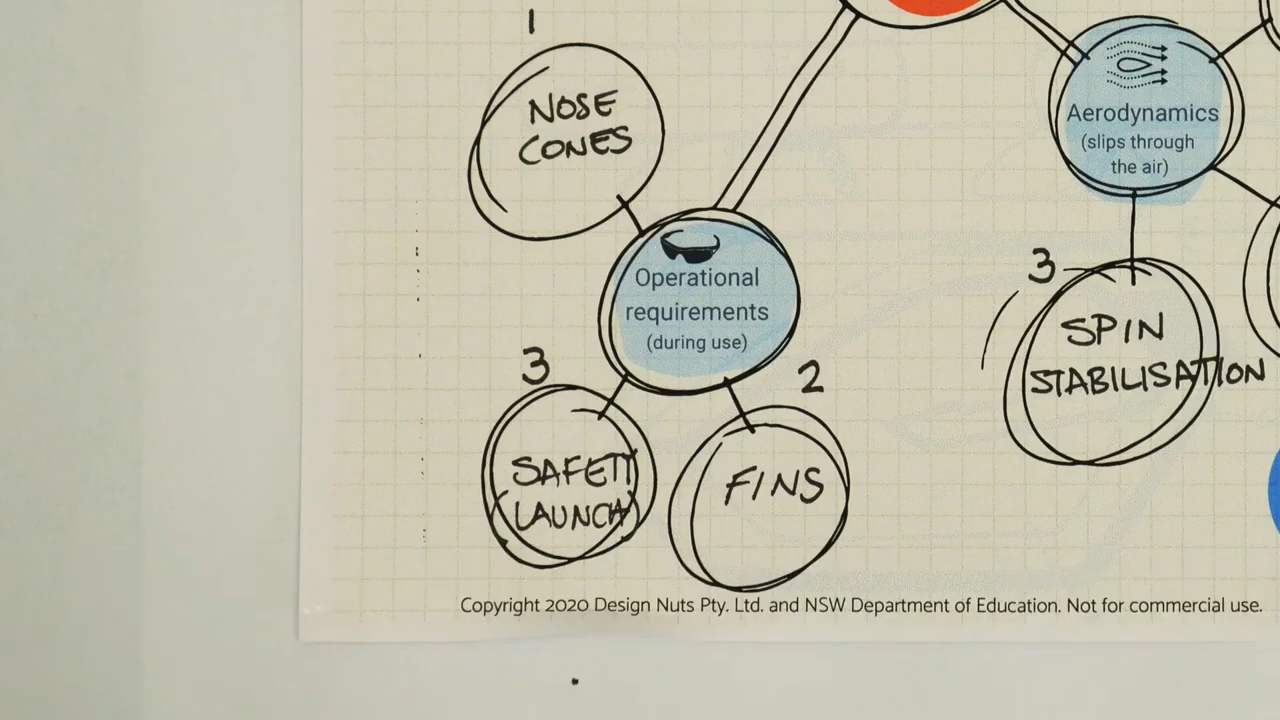 1
NOSE
CONES
Aerodynamics
(slips through
the air)
Operational
requirements
(during use)
3
SPIN
STABILISATION
3
SAFETY
(LAUNCH)
2
FINS
Copyright 2020 Design Nuts Pty. Ltd. and NSW Department of Education. Not for commercial use.